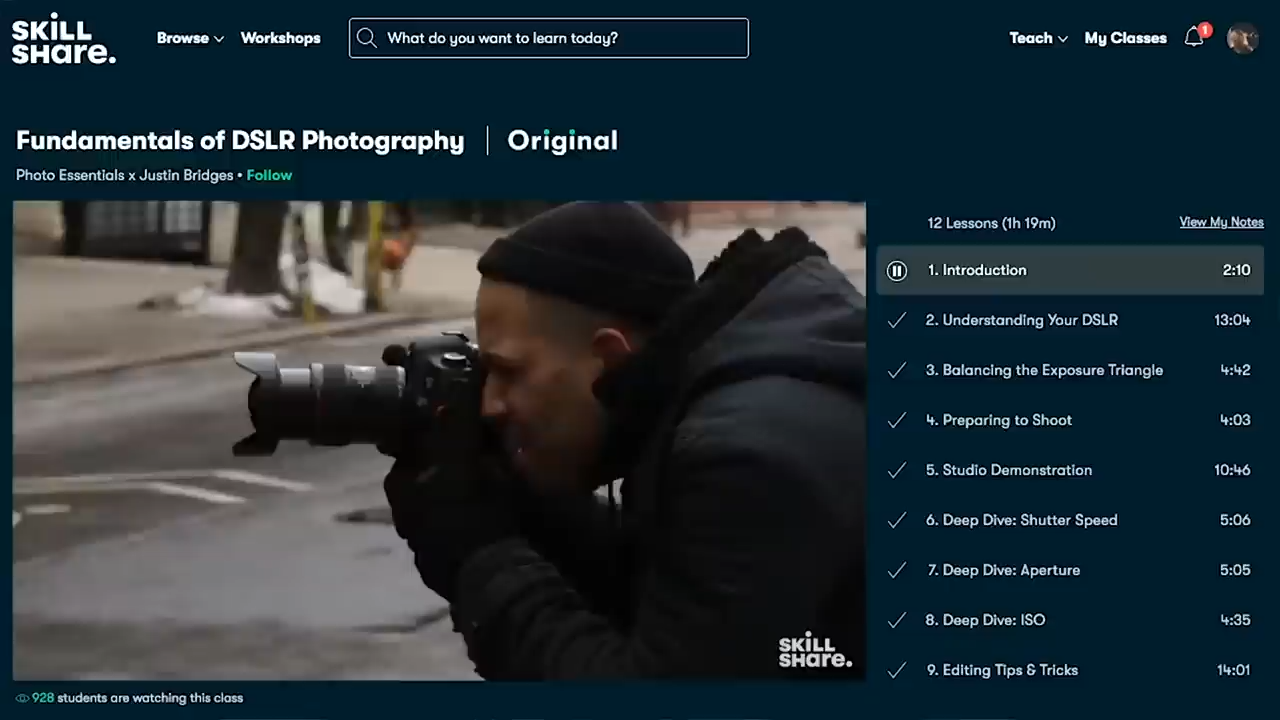 SKILL
SHare.
Browse
Workshops
What do you want to learn today?
Teach
My Classes
1
Fundamentals of DSLR Photography | Original
Photo Essentials x Justin Bridges • Follow
12 Lessons (1h 19m)
View My Notes
1. Introduction 2:10
2. Understanding Your DSLR 13:04
3. Balancing the Exposure Triangle 4:42
4. Preparing to Shoot 4:03
5. Studio Demonstration 10:46
6. Deep Dive: Shutter Speed 5:06
7. Deep Dive: Aperture 5:05
8. Deep Dive: ISO 4:35
9. Editing Tips & Tricks 14:01
SKILL
SHare.
928 students are watching this class